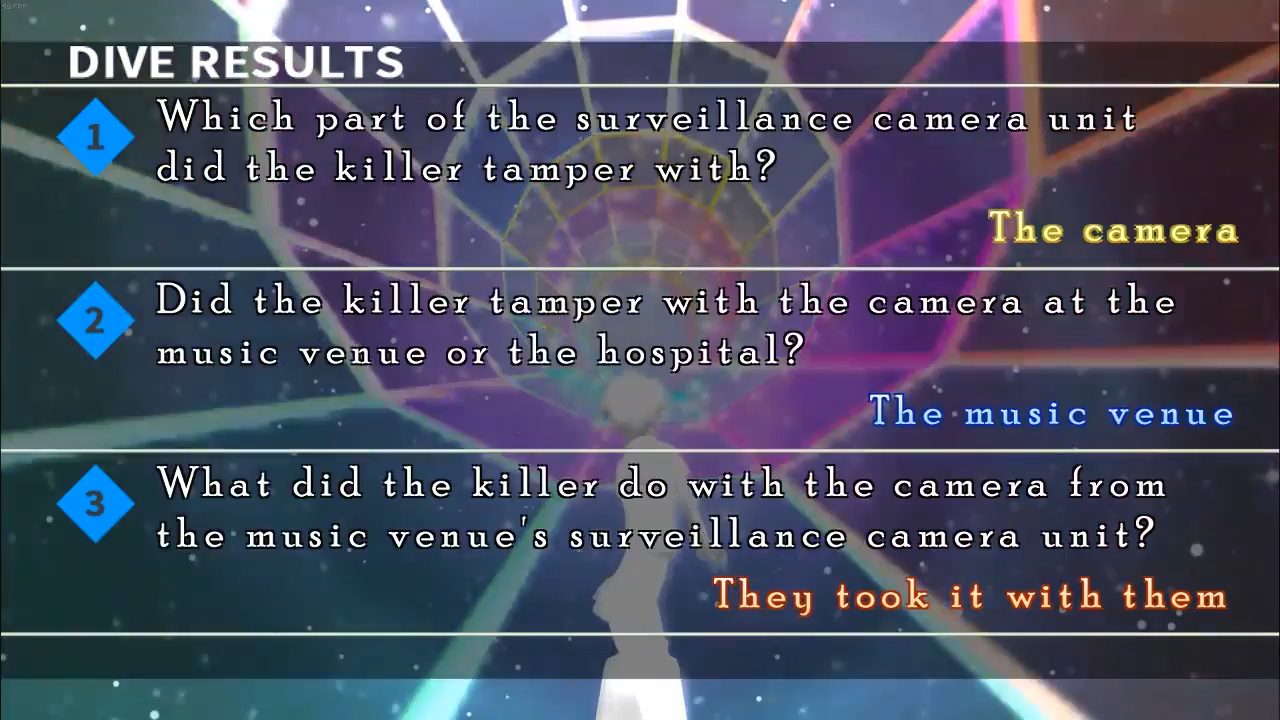 DIVE RESULTS
1
Which part of the surveillance camera unit
did the killer tamper with?
The camera
2
Did the killer tamper with the camera at the
music venue or the hospital?
The music venue
3
What did the killer do with the camera from
the music venue's surveillance camera unit?
They took it with them